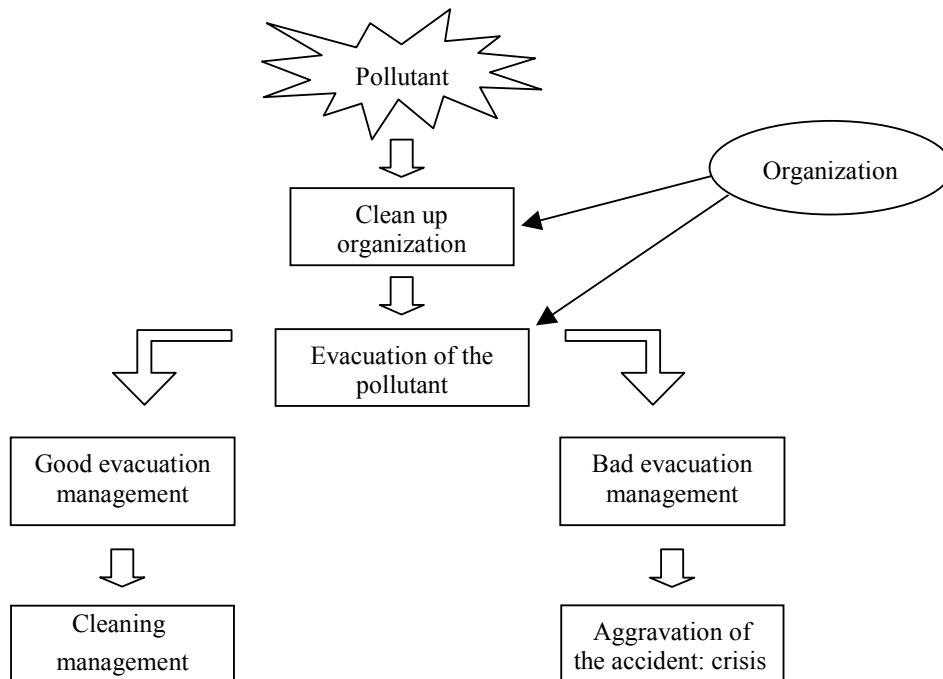 Pollutant
Organization
Clean up
organization
Evacuation of the
pollutant
Good evacuation
management
Bad evacuation
management
Cleaning
management
Aggravation of
the accident: crisis